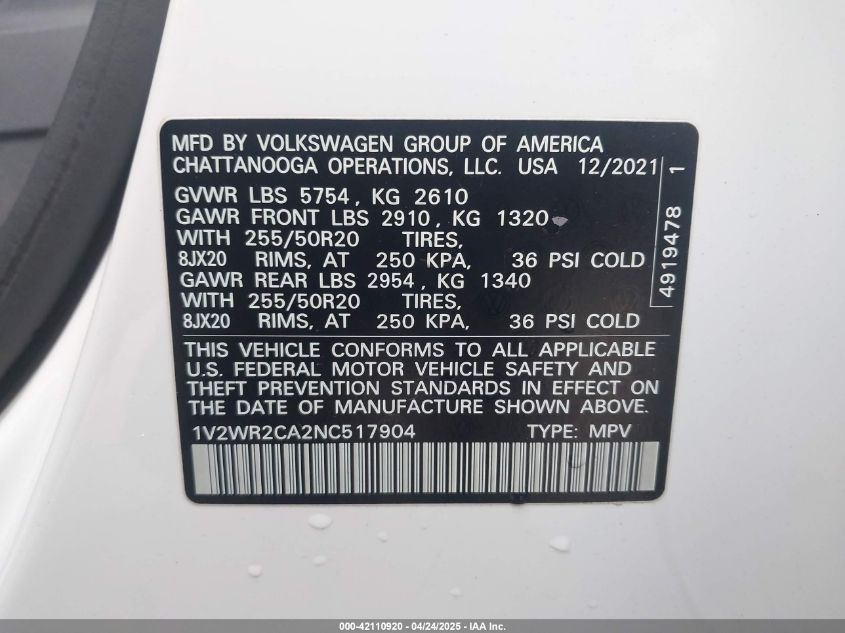 MFD BY VOLKSWAGEN GROUP OF AMERICA
CHATTANOOGA OPERATIONS, LLC. USA 12/2021
GVWR LBS 5754, KG 2610
GAWR FRONT LBS 2910, KG 1320
WITH 255/50R20 TIRES,
8JX20 RIMS, AT 250 KPA, 36 PSI COLD
GAWR REAR LBS 2954, KG 1340
WITH 255/50R20 TIRES,
8JX20 RIMS, AT 250 KPA, 36 PSI COLD
4919478 1
THIS VEHICLE CONFORMS TO ALL APPLICABLE
U.S. FEDERAL MOTOR VEHICLE SAFETY AND
THEFT PREVENTION STANDARDS IN EFFECT ON
THE DATE OF MANUFACTURE SHOWN ABOVE.
1V2WR2CA2NC517904 TYPE: MPV
000-42110920 - 04/24/2025 - IAA Inc.